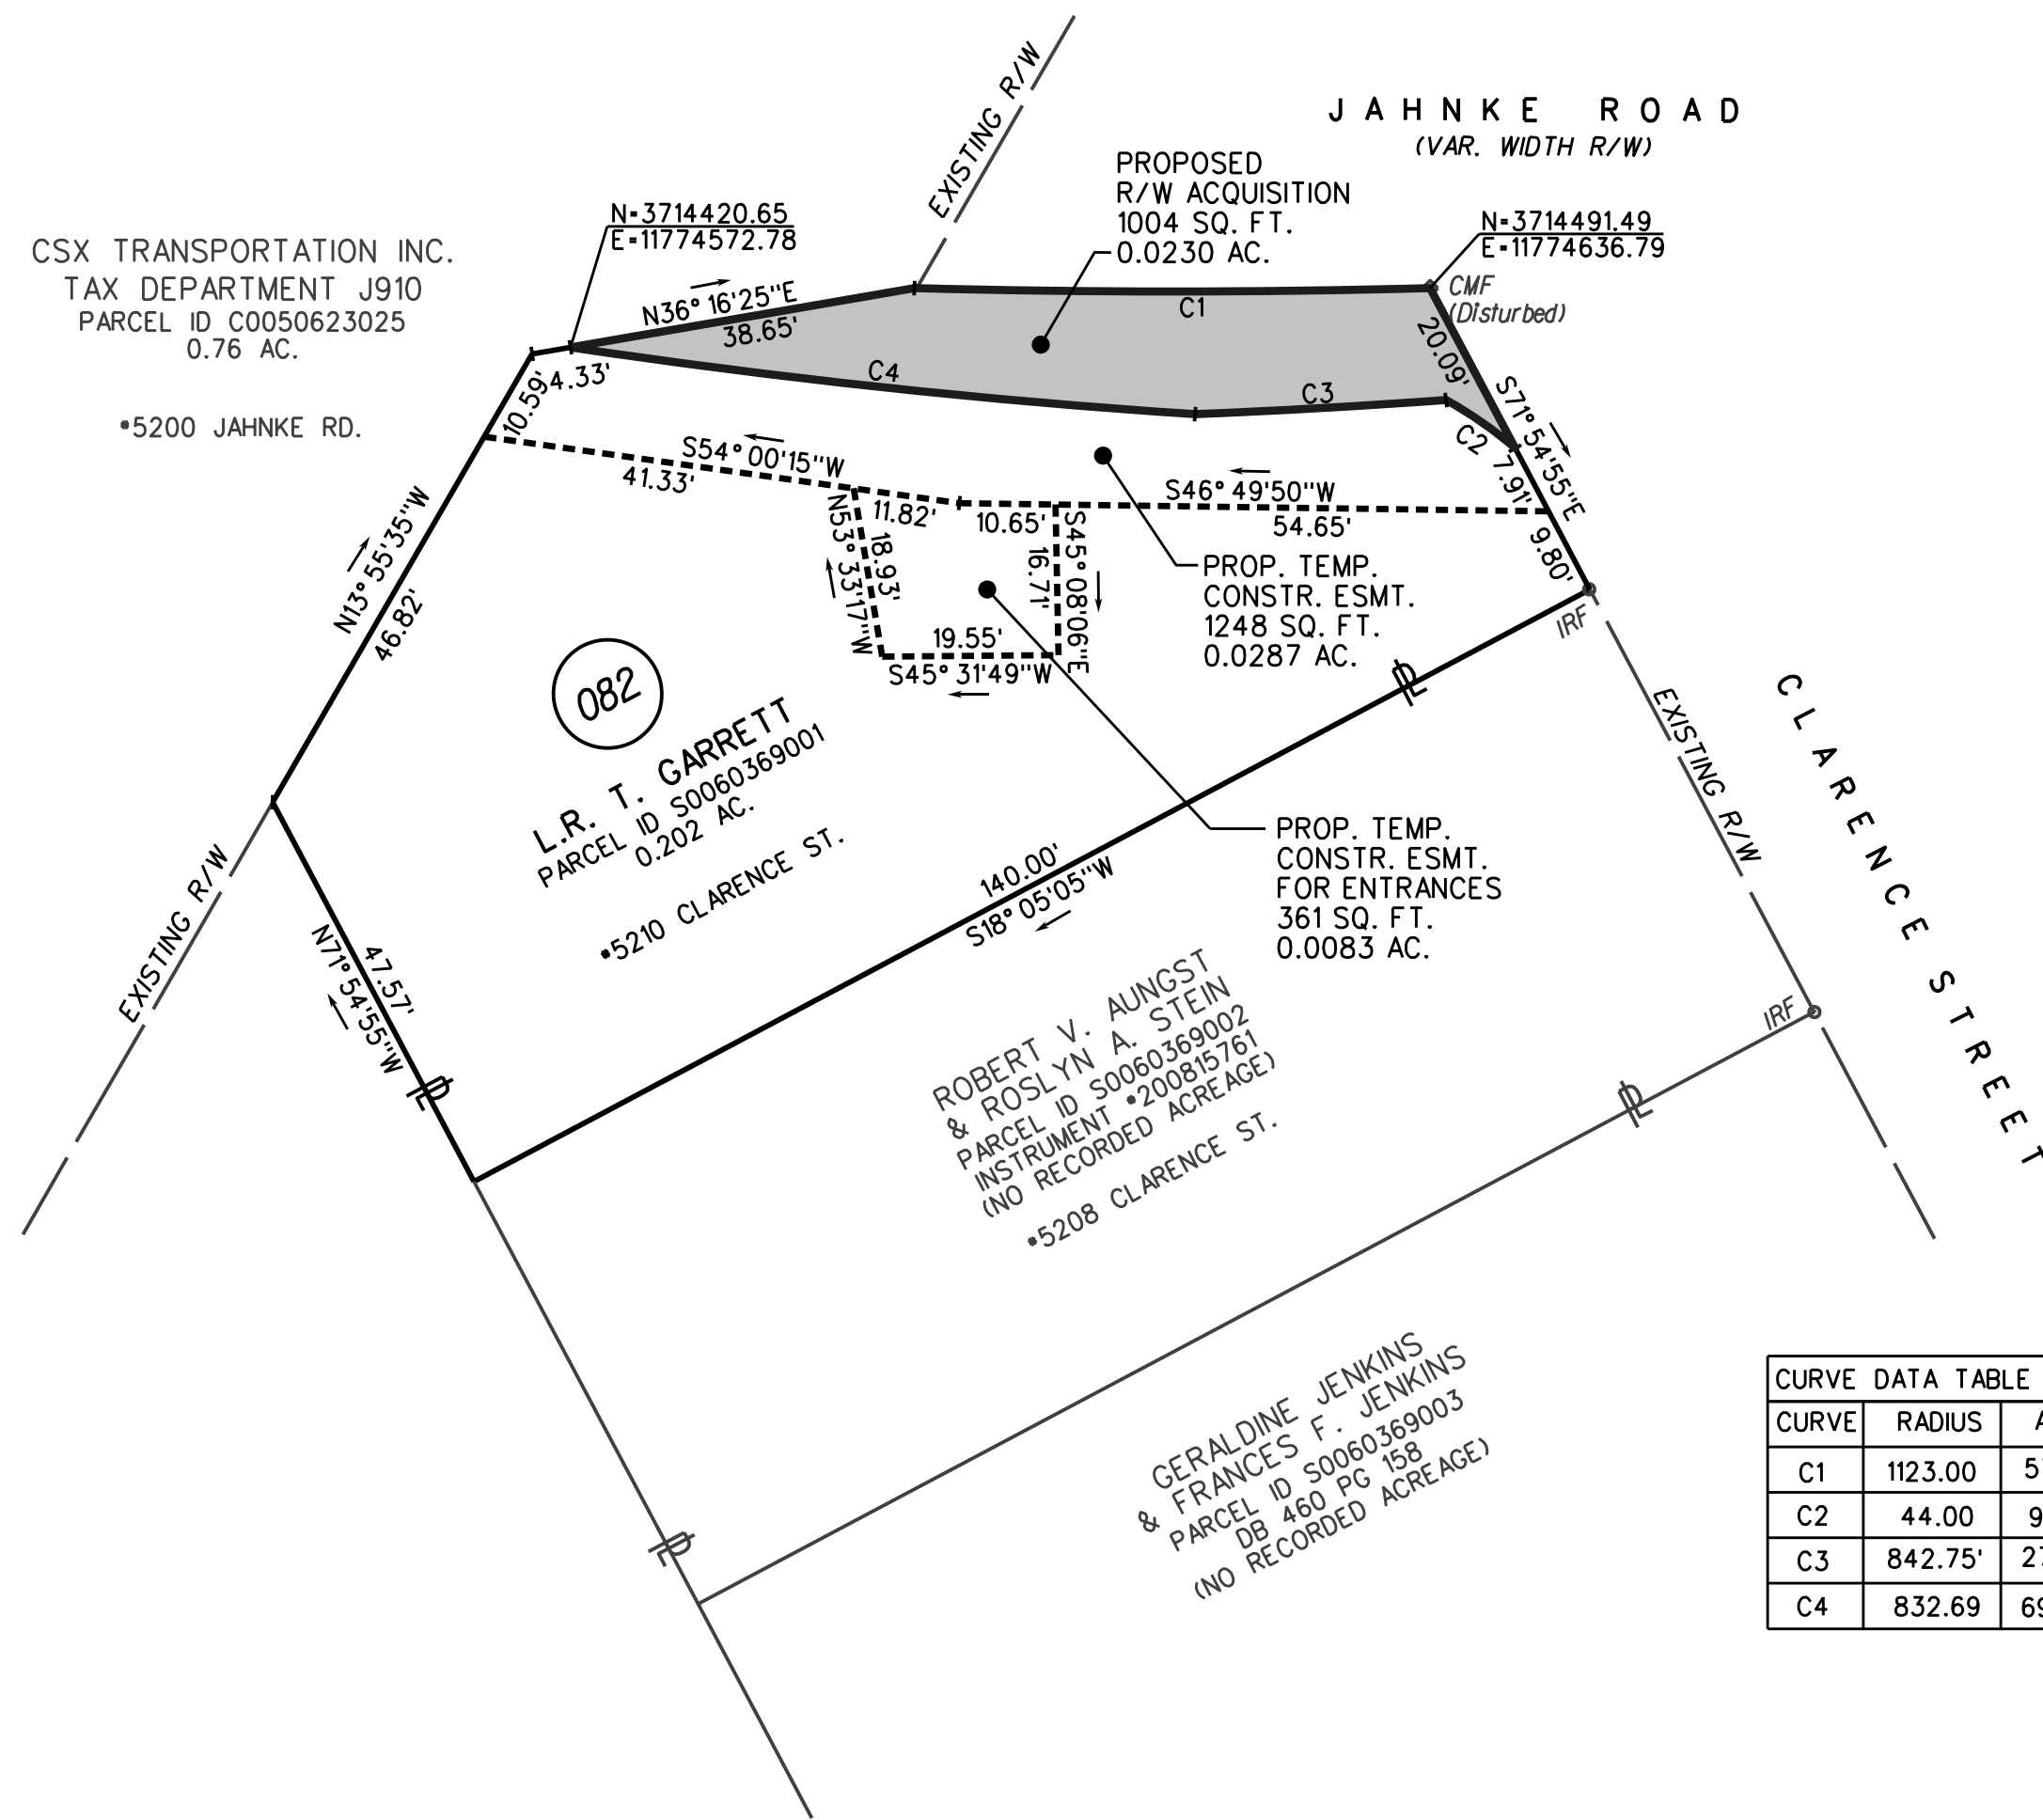 JAHNKE ROAD
(VAR. WIDTH R/W)
EXISTING R/W
PROPOSED
R/W ACQUISITION
1004 SQ. FT.
0.0230 AC.
N=3714420.65
E=11774572.78
N=3714491.49
E=11774636.79
CMF
(Disturbed)
CSX TRANSPORTATION INC.
TAX DEPARTMENT J910
PARCEL ID C0050623025
0.76 AC.
#5200 JAHNKE RD.
N36°16'25"E
38.65'
C1
C4
C3
C2
20.09'
S71°54'55"E
7.91'
9.80'
10.59'
4.33'
S54°00'15"W
41.33'
11.82'
S46°49'50"W
10.65'
54.65'
N53°33'17"W
18.93'
S45°08'06"E
16.71'
19.55'
S45°31'49"W
N13°55'35"W
46.82'
PROP. TEMP.
CONSTR. ESMT.
1248 SQ. FT.
0.0287 AC.
IRF
082
L.R. T. GARRETT
PARCEL ID S0060369001
0.202 AC.
#5210 CLARENCE ST.
PL
EXISTING R/W
CLARENCE STREET
PROP. TEMP.
CONSTR. ESMT.
FOR ENTRANCES
361 SQ. FT.
0.0083 AC.
140.00'
S18°05'05"W
EXISTING R/W
47.57'
N71°54'55"W
PL
ROBERT V. AUNGST
& ROSLYN A. STEIN
PARCEL ID S0060369002
INSTRUMENT #200815761
(NO RECORDED ACREAGE)
#5208 CLARENCE ST.
IRF
PL
GERALDINE JENKINS
& FRANCES F. JENKINS
PARCEL ID S0060369003
DB 460 PG 158
(NO RECORDED ACREAGE)
PL
CURVE DATA TABLE
CURVE RADIUS
C1 1123.00
C2 44.00
C3 842.75'
C4 832.69